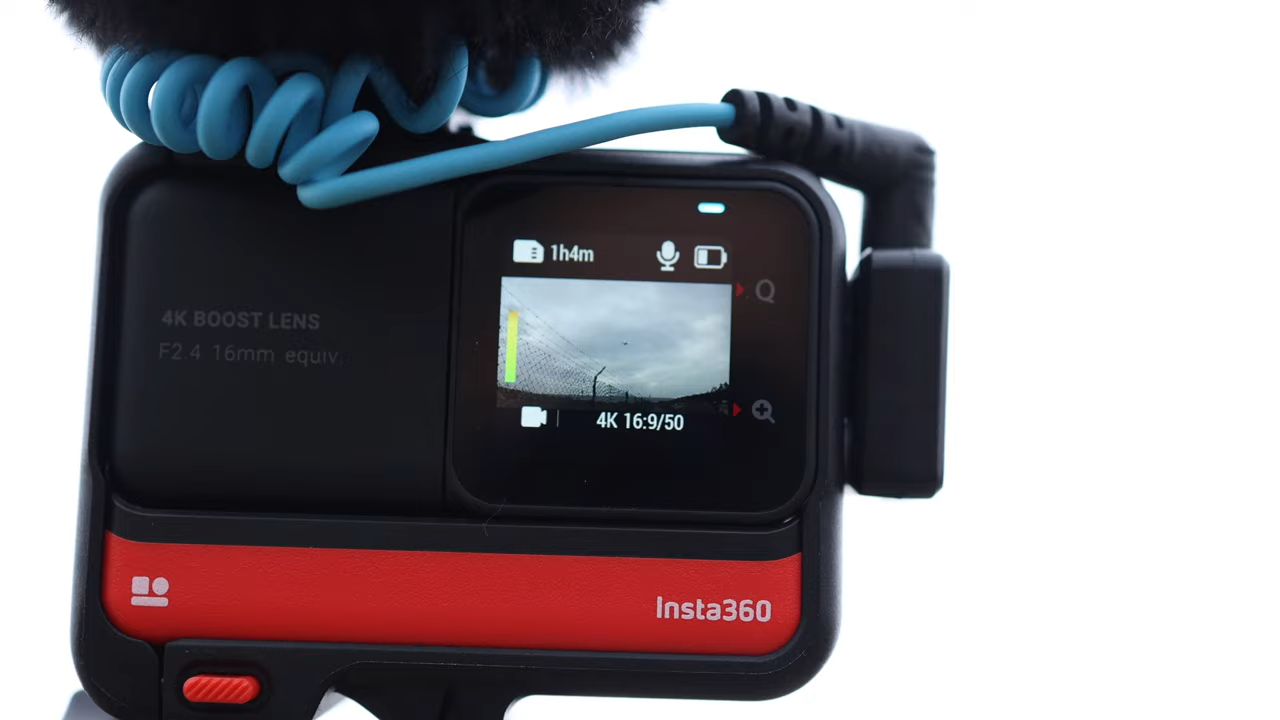 1h4m
Q
4K BOOST LENS
F2.4 16mm equiv.
4K 16:9/50
Insta360